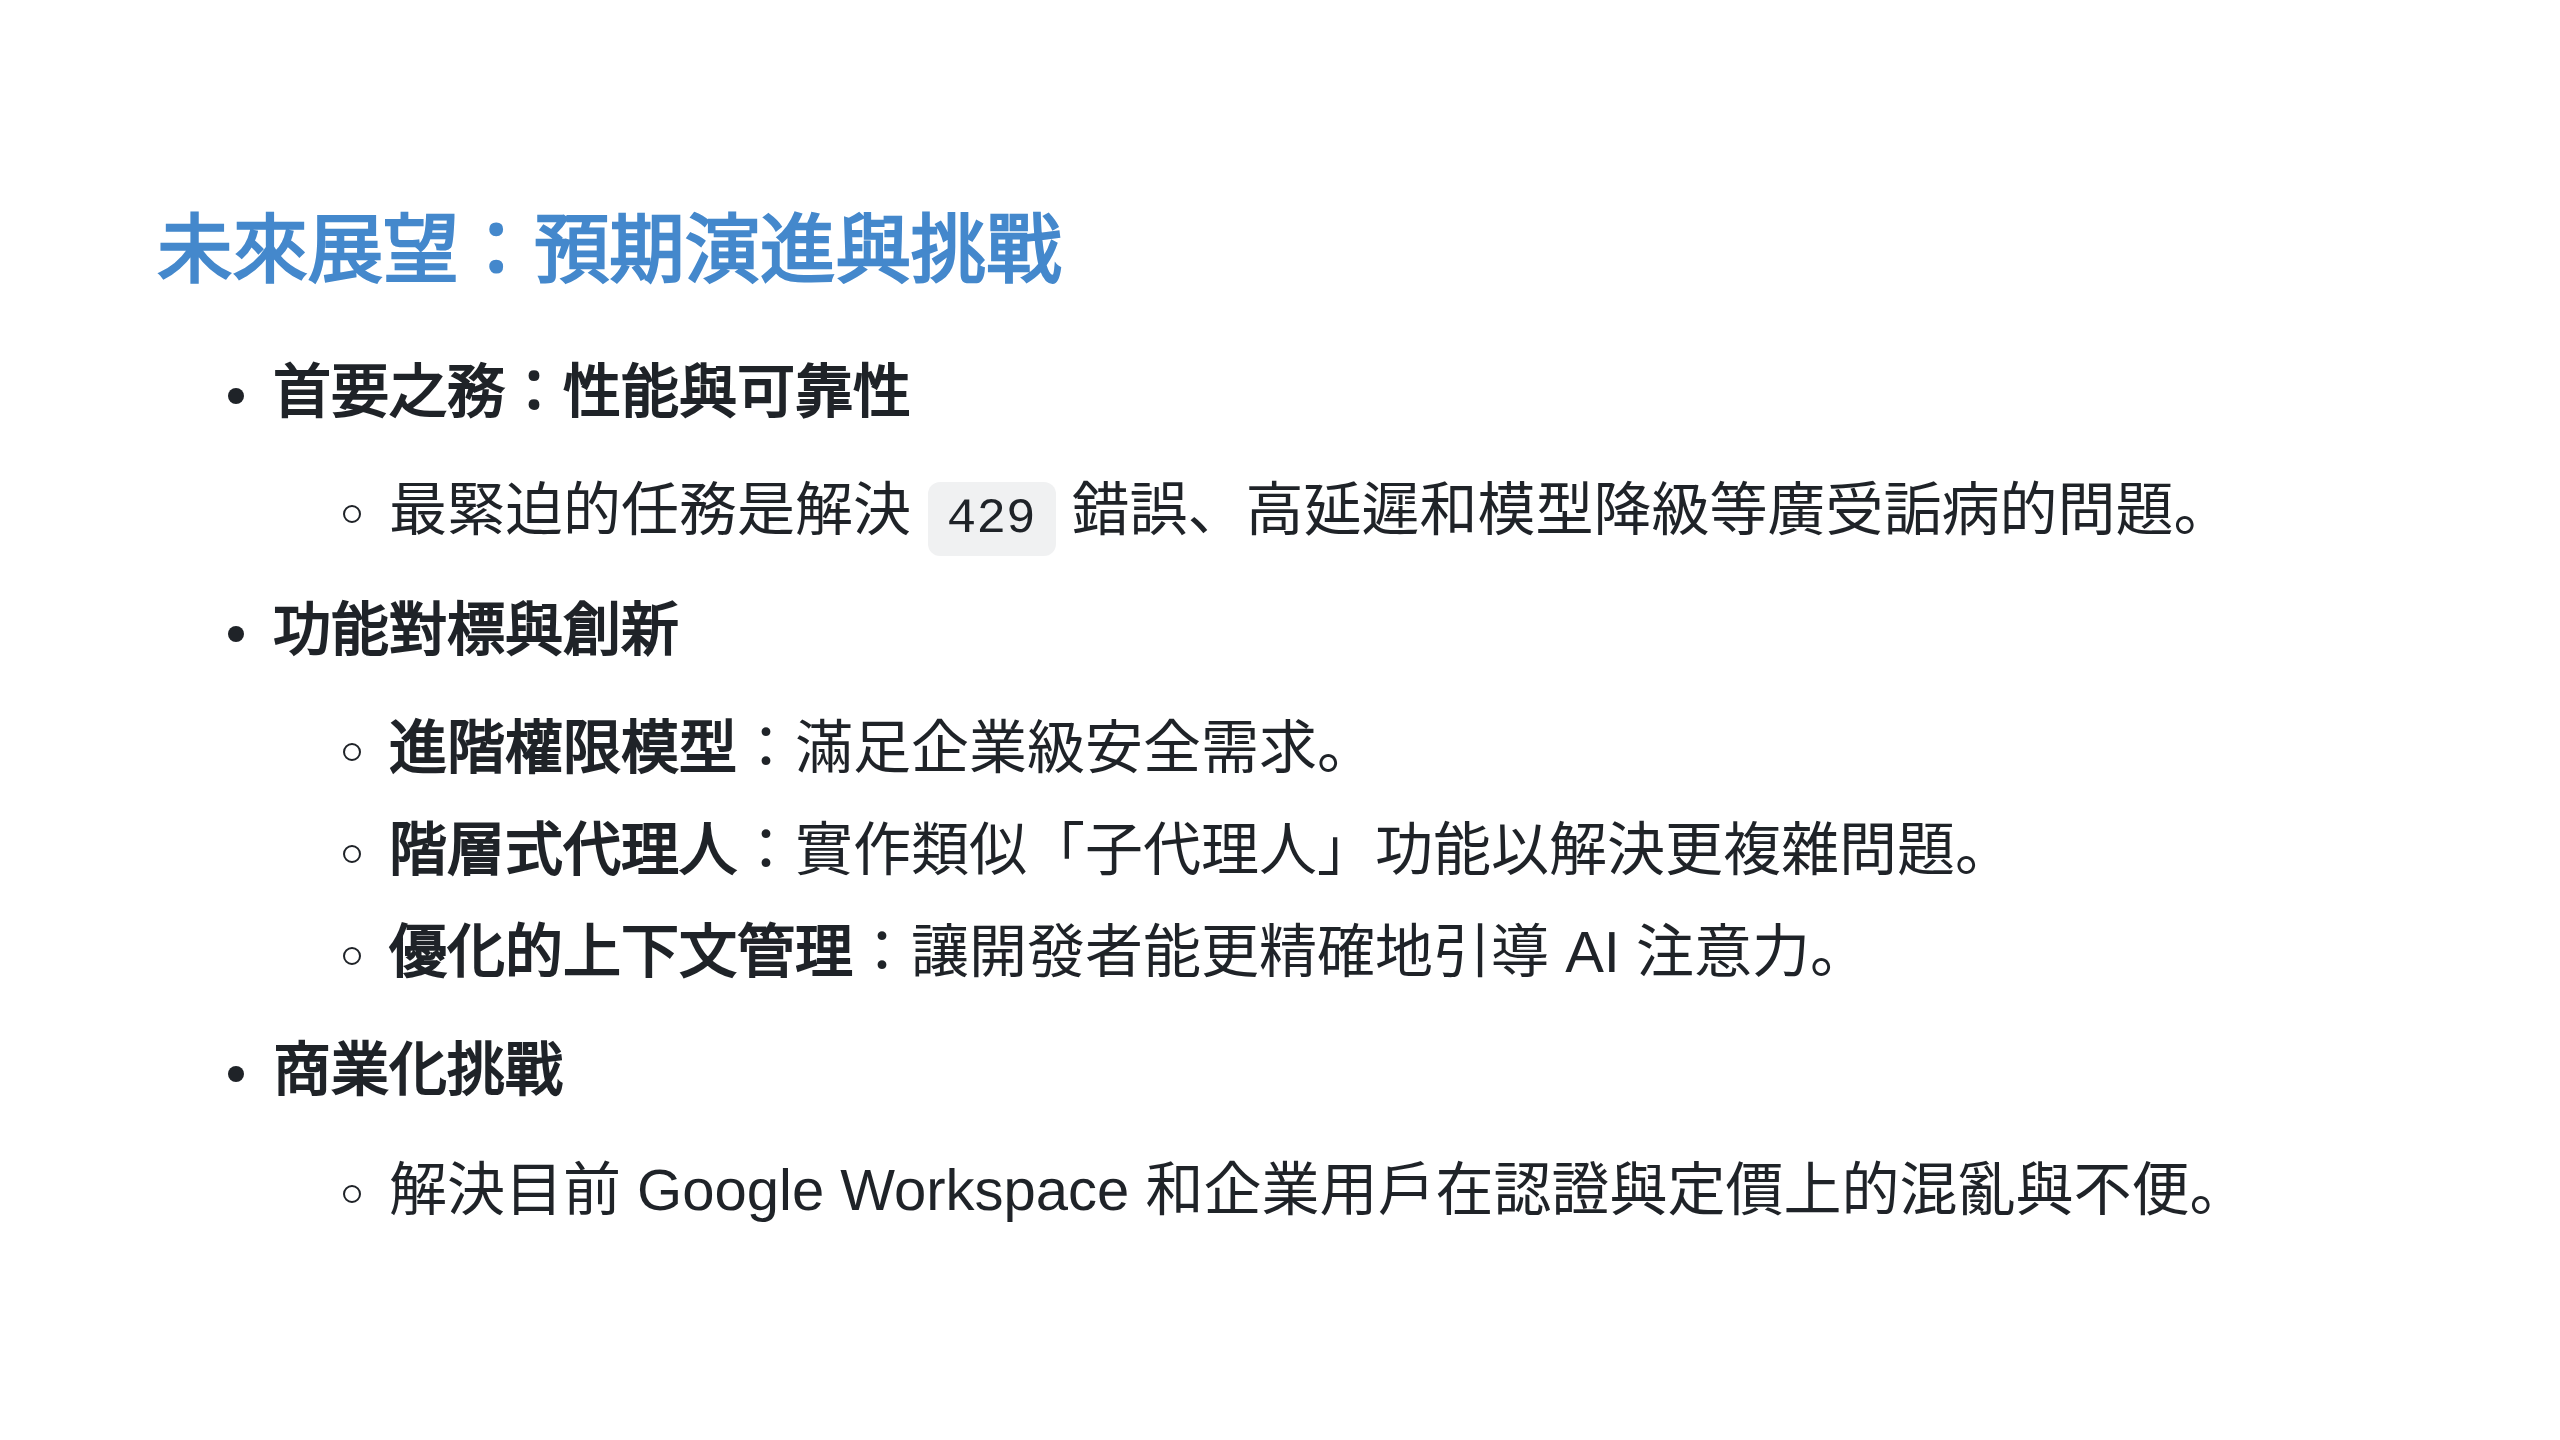 未來展望：預期演進與挑戰
首要之務：性能與可靠性
最緊迫的任務是解決 429 錯誤、高延遲和模型降級等廣受詬病的問題。
功能對標與創新
進階權限模型：滿足企業級安全需求。
階層式代理人：實作類似「子代理人」功能以解決更複雜問題。
優化的上下文管理：讓開發者能更精確地引導 AI 注意力。
商業化挑戰
解決目前 Google Workspace 和企業用戶在認證與定價上的混亂與不便。